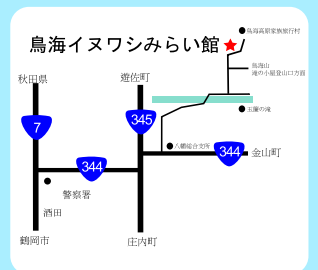 鳥海高原家族旅行村
鳥海イヌワシみらい館
鳥海山
滝の小屋登山口方面
秋田県
遊佐町
玉簾の滝
7
345
八幡総合支所
344
344
金山町
警察署
酒田
鶴岡市
庄内町